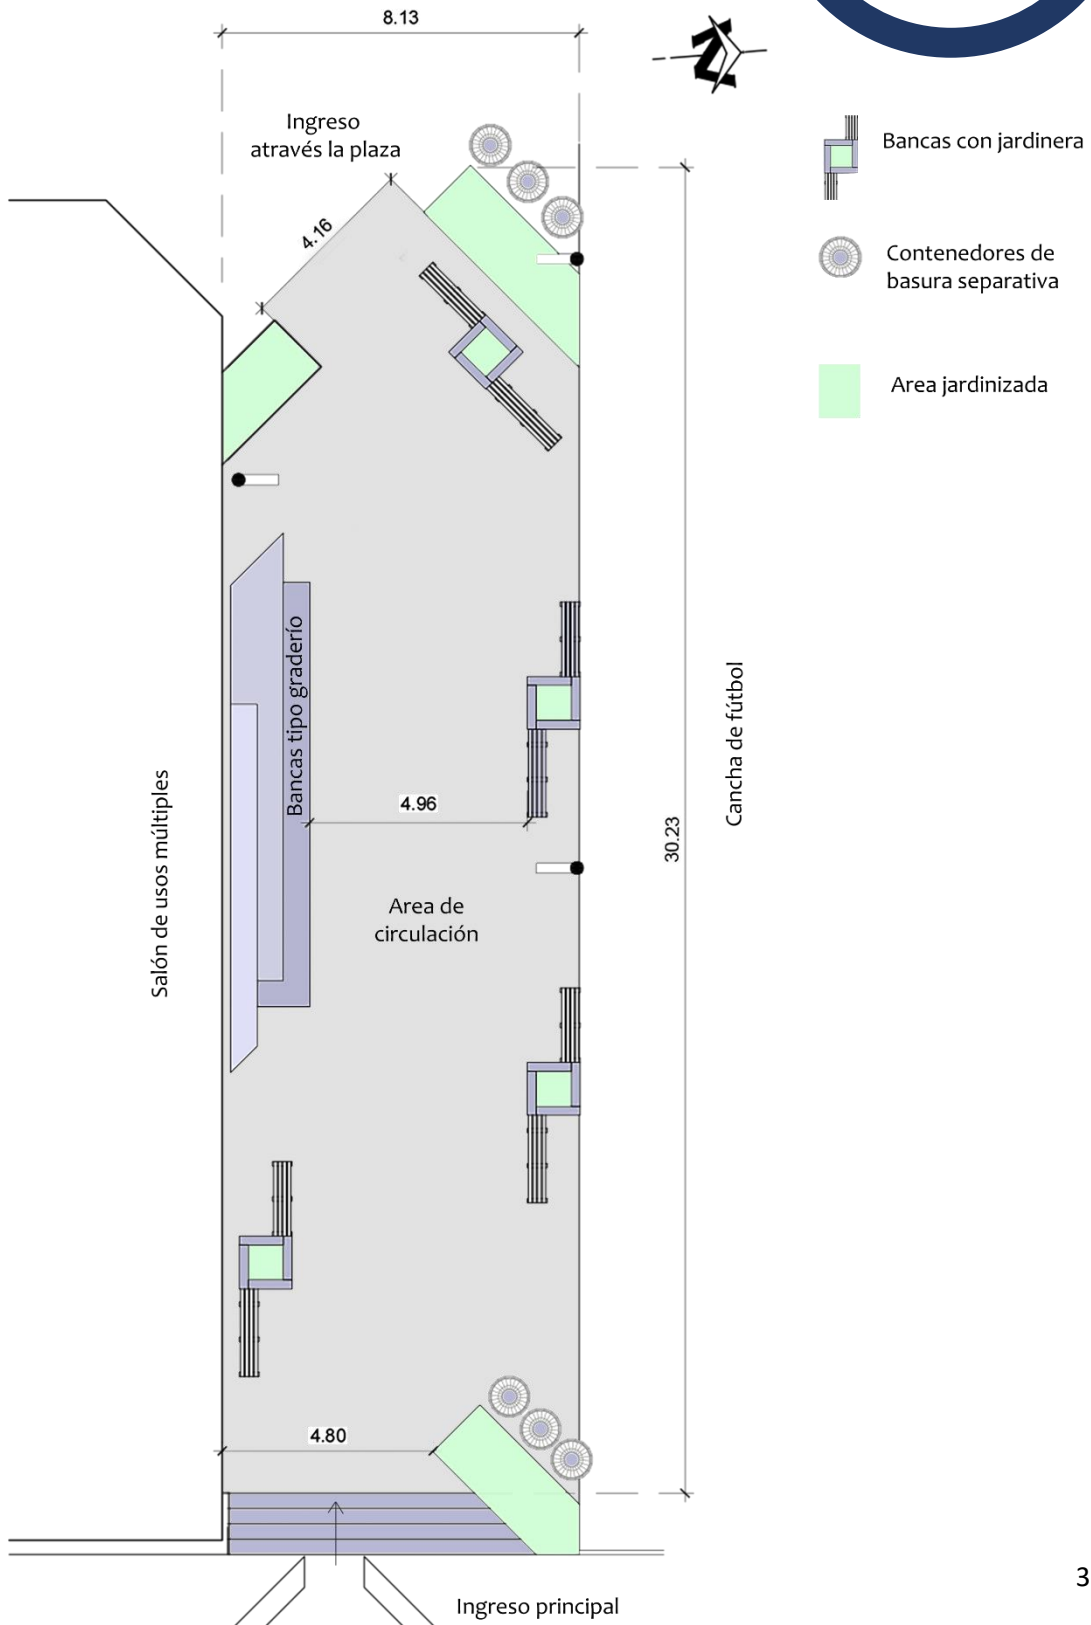 8.13
Ingreso
através la plaza
4.16
Bancas con jardinera
Contenedores de
basura separativa
Area jardinizada
Bancas tipo graderío
Salón de usos múltiples
4.96
Cancha de fútbol
30.23
Area de
circulación
4.80
Ingreso principal
3